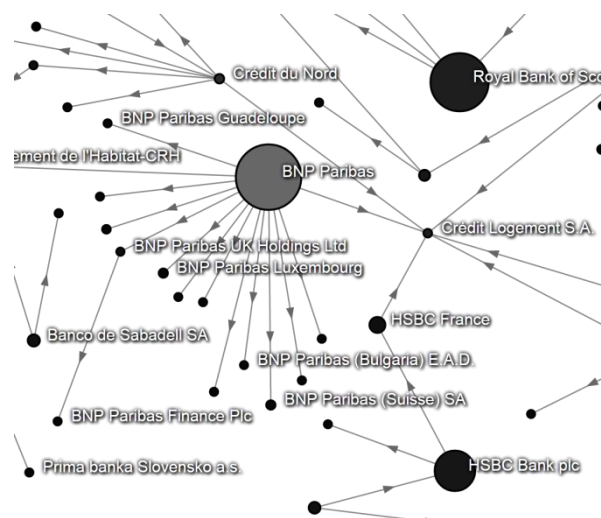 Crédit du Nord
Royal Bank of Sco
BNP Paribas Guadeloupe
ement de l'Habitat-CRH
BNP Paribas
Crédit Logement S.A.
BNP Paribas UK Holdings Ltd
BNP Paribas Luxembourg
HSBC France
Banco de Sabadell SA
BNP Paribas (Bulgaria) E.A.D.
BNP Paribas (Suisse) SA
BNP Paribas Finance Plc
Prima banka Slovensko a.s.
HSBC Bank plc